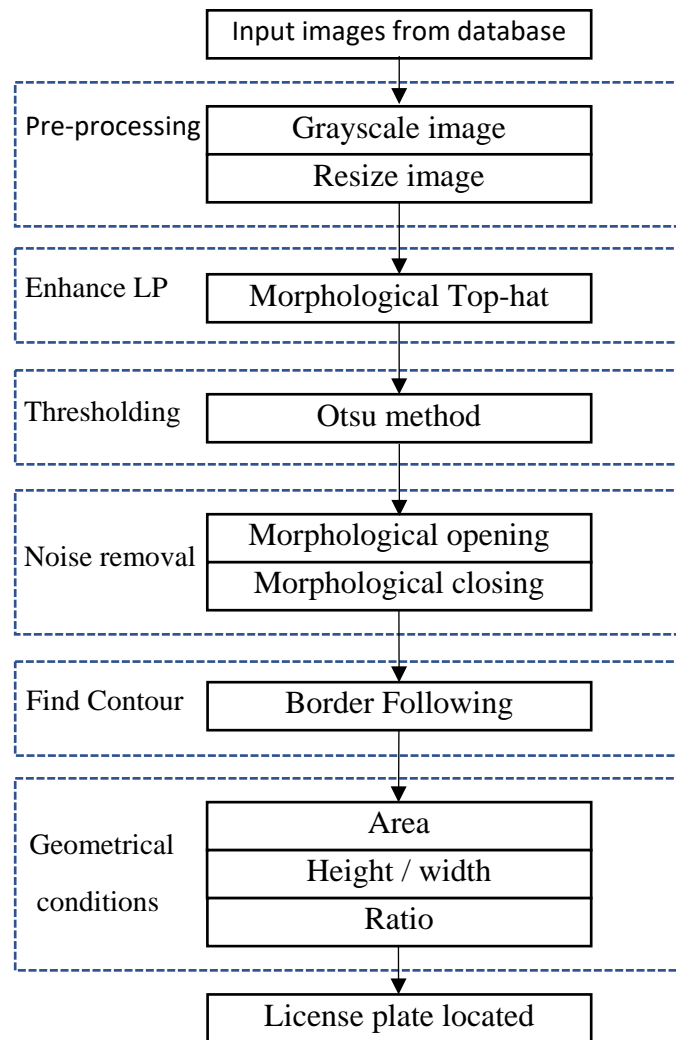 Input images from database
Pre-processing
Grayscale image
Resize image
Enhance LP
Morphological Top-hat
Thresholding
Otsu method
Noise removal
Morphological opening
Morphological closing
Find Contour
Border Following
Geometrical
conditions
Area
Height / width
Ratio
License plate located